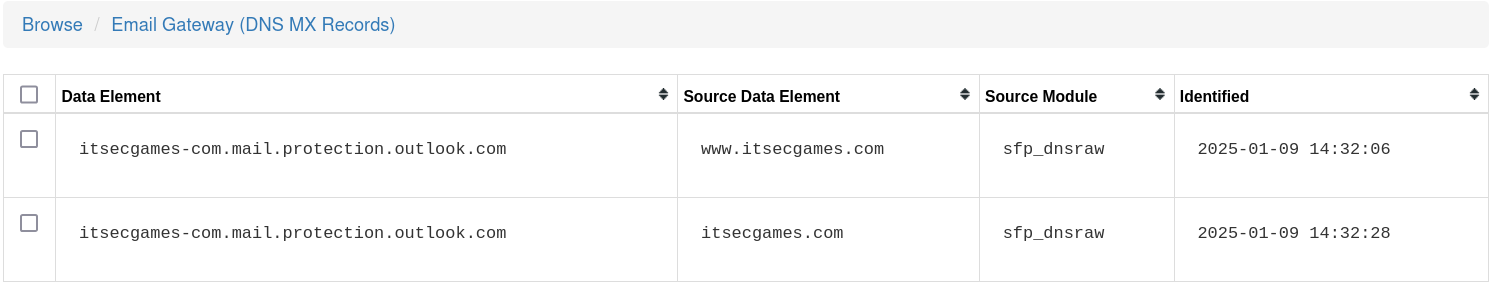 Browse / Email Gateway (DNS MX Records)
Data Element Source Data Element Source Module Identified
itsecgames-com.mail.protection.outlook.com www.itsecgames.com sfp_dnsraw 2025-01-09 14:32:06
itsecgames-com.mail.protection.outlook.com itsecgames.com sfp_dnsraw 2025-01-09 14:32:28